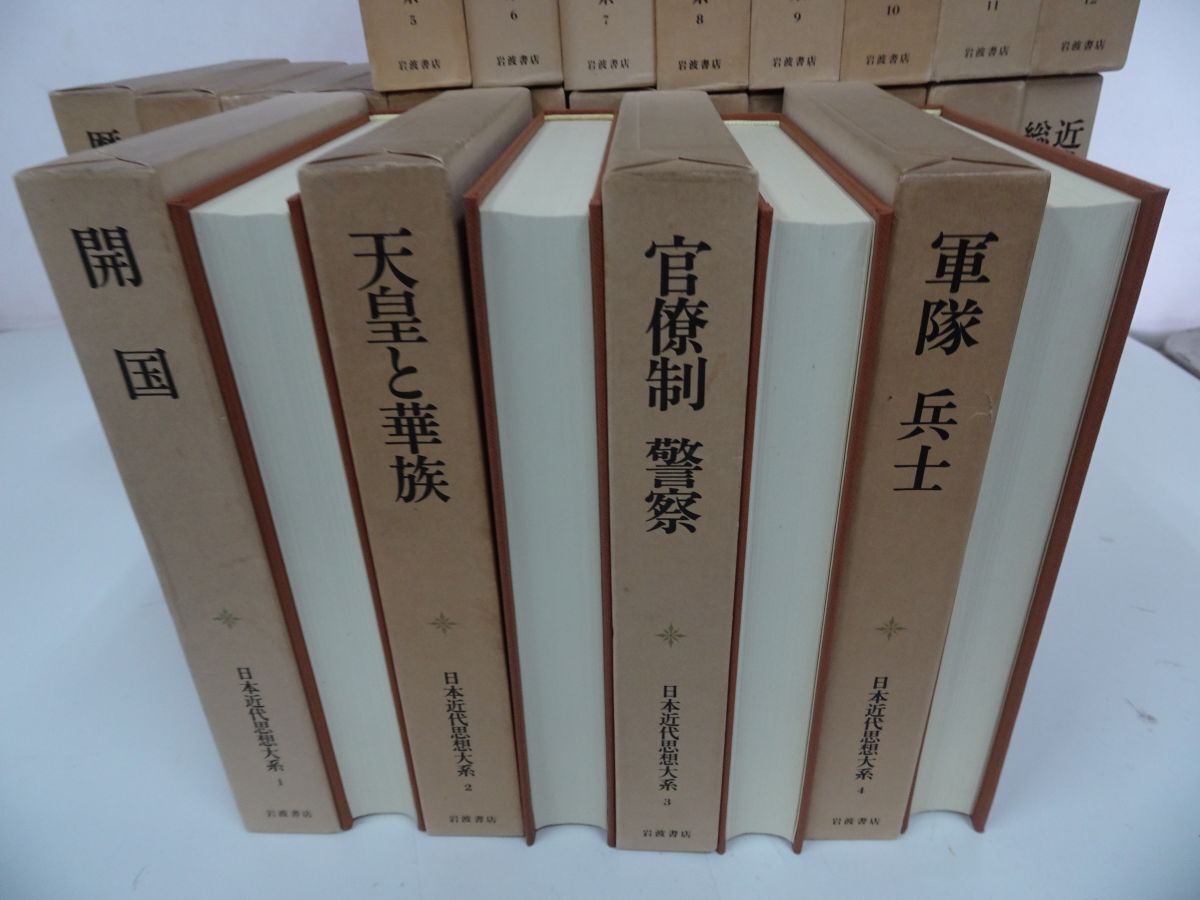 5
岩波書店
6
岩波書店
7
岩波書店
8
岩波書店
9
岩波書店
10
岩波書店
11
岩波書店
12
岩波書店
近
総
開国
日本近代思想大系 1
岩波書店
天皇と華族
日本近代思想大系 2
岩波書店
官僚制 警察
日本近代思想大系 3
岩波書店
軍隊 兵士
日本近代思想大系 4
岩波書店